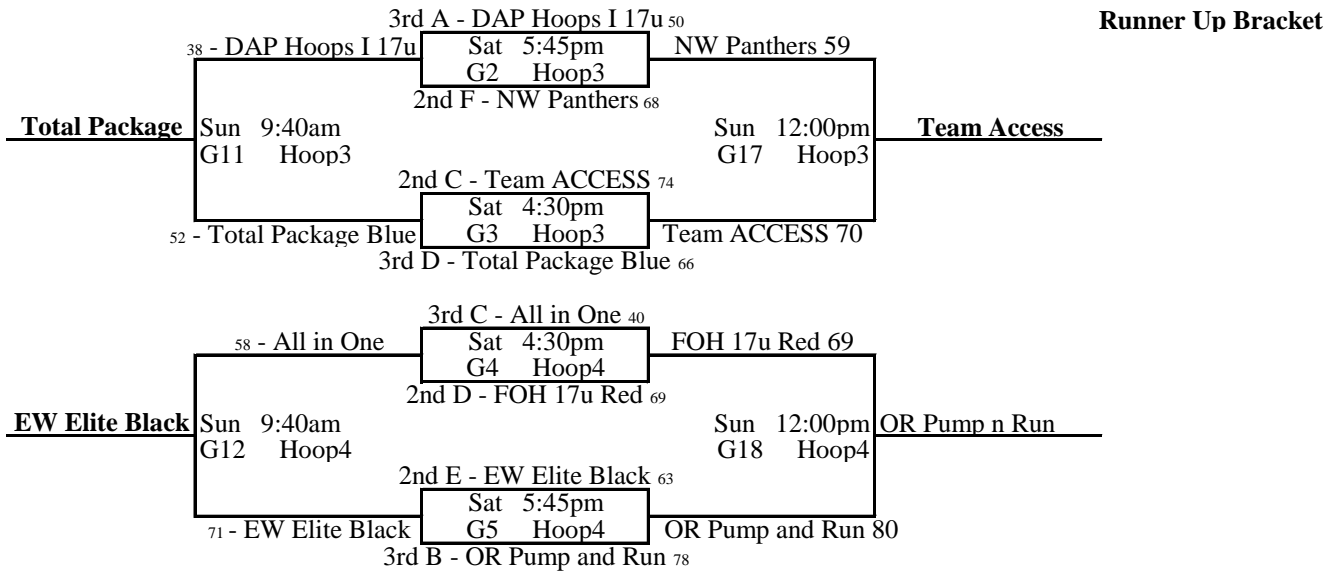 3rd A - DAP Hoops I 17u 50
Runner Up Bracket
38 - DAP Hoops I 17u
Sat 5:45pm
NW Panthers 59
G2 Hoop3
2nd F - NW Panthers 68
Total Package
Sun 9:40am
Sun 12:00pm
Team Access
G11 Hoop3
G17 Hoop3
2nd C - Team ACCESS 74
Sat 4:30pm
52 - Total Package Blue
G3 Hoop3
Team ACCESS 70
3rd D - Total Package Blue 66
3rd C - All in One 40
58 - All in One
Sat 4:30pm
FOH 17u Red 69
G4 Hoop4
2nd D - FOH 17u Red 69
EW Elite Black
Sun 9:40am
Sun 12:00pm
OR Pump n Run
G12 Hoop4
G18 Hoop4
2nd E - EW Elite Black 63
Sat 5:45pm
71 - EW Elite Black
G5 Hoop4
OR Pump and Run 80
3rd B - OR Pump and Run 78